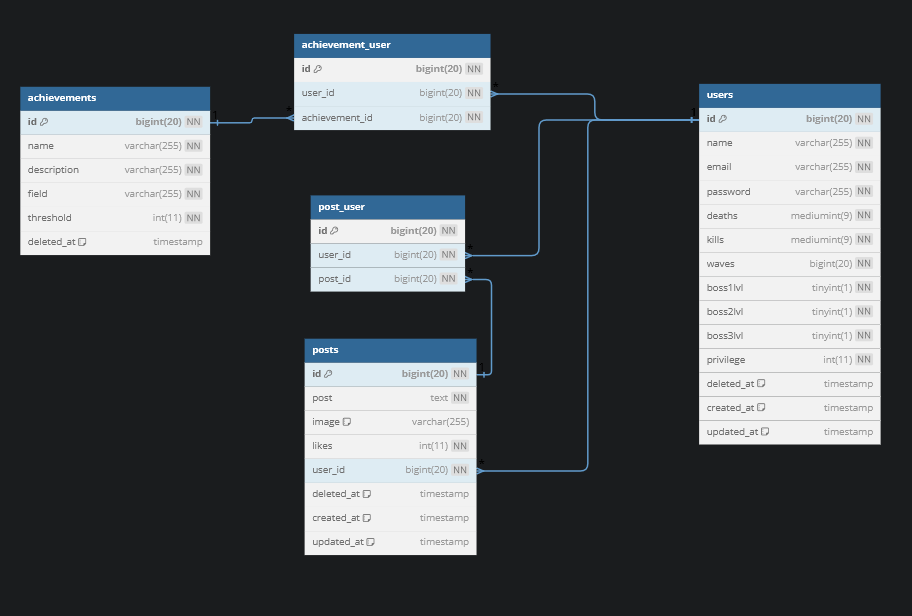 achievement_user
id bigint(20) NN
user_id bigint(20) NN
achievement_id bigint(20) NN
achievements
id bigint(20) NN
name varchar(255) NN
description varchar(255) NN
field varchar(255) NN
threshold int(11) NN
deleted_at timestamp
1
*
*
post_user
id bigint(20) NN
user_id bigint(20) NN
post_id bigint(20) NN
*
*
posts
id bigint(20) NN
post text NN
image varchar(255)
likes int(11) NN
user_id bigint(20) NN
deleted_at timestamp
created_at timestamp
updated_at timestamp
1
*
users
id bigint(20) NN
name varchar(255) NN
email varchar(255) NN
password varchar(255) NN
deaths mediumint(9) NN
kills mediumint(9) NN
waves bigint(20) NN
boss1lvl tinyint(1) NN
boss2lvl tinyint(1) NN
boss3lvl tinyint(1) NN
privilege int(11) NN
deleted_at timestamp
created_at timestamp
updated_at timestamp
1